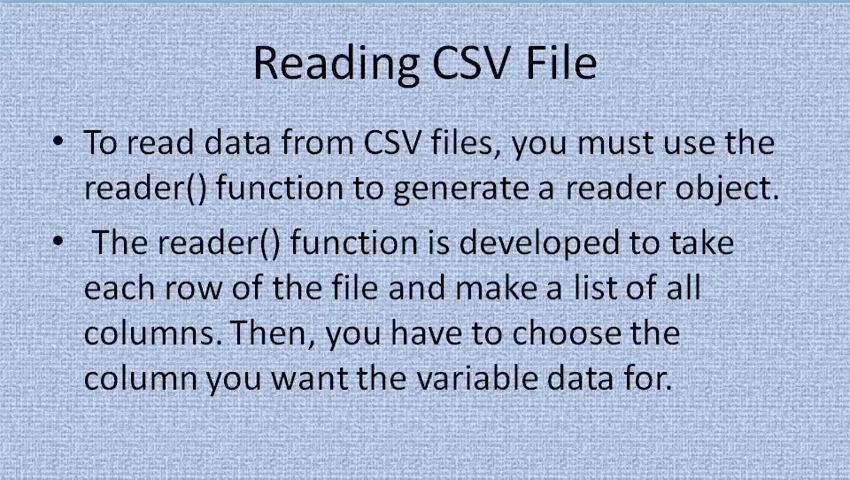 Reading CSV File
• To read data from CSV files, you must use the
reader() function to generate a reader object.
• The reader() function is developed to take
each row of the file and make a list of all
columns. Then, you have to choose the
column you want the variable data for.